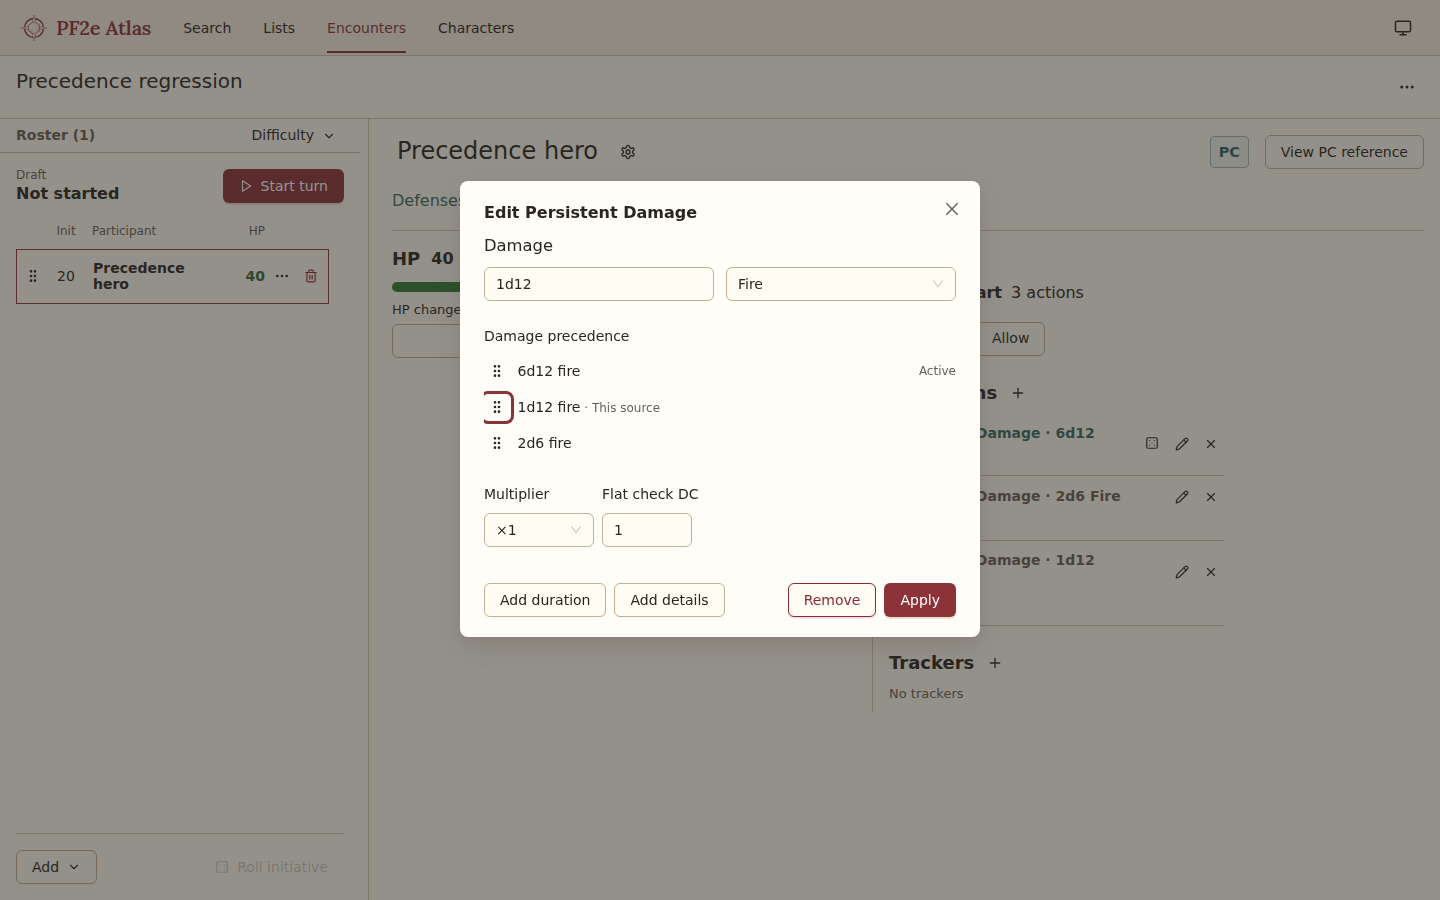 PF2e Atlas
Search
Lists
Encounters
Characters
Precedence regression
Roster (1)
Difficulty
Draft
Not started
Start turn
Init
Participant
HP
20
Precedence
hero
40
Add
Roll initiative
Precedence hero
PC
View PC reference
Defenses
HP 40
HP change
art 3 actions
Allow
ns
Damage · 6d12
Damage · 2d6 Fire
Damage · 1d12
Trackers
No trackers
Edit Persistent Damage
Damage
1d12
Fire
Damage precedence
6d12 fire
Active
1d12 fire · This source
2d6 fire
Multiplier
Flat check DC
×1
1
Add duration
Add details
Remove
Apply